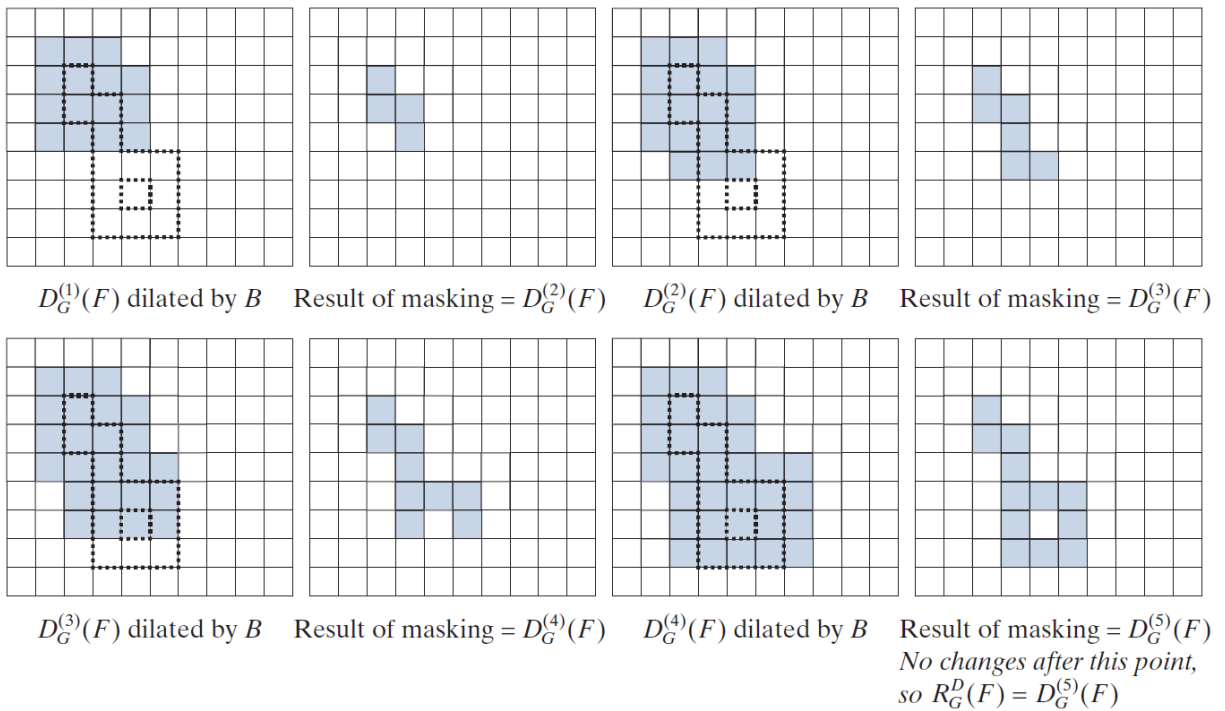 D_G^{(1)}(F) dilated by B
Result of masking = D_G^{(2)}(F)
D_G^{(2)}(F) dilated by B
Result of masking = D_G^{(3)}(F)
D_G^{(3)}(F) dilated by B
Result of masking = D_G^{(4)}(F)
D_G^{(4)}(F) dilated by B
Result of masking = D_G^{(5)}(F)
No changes after this point,
so R_G^D(F) = D_G^{(5)}(F)